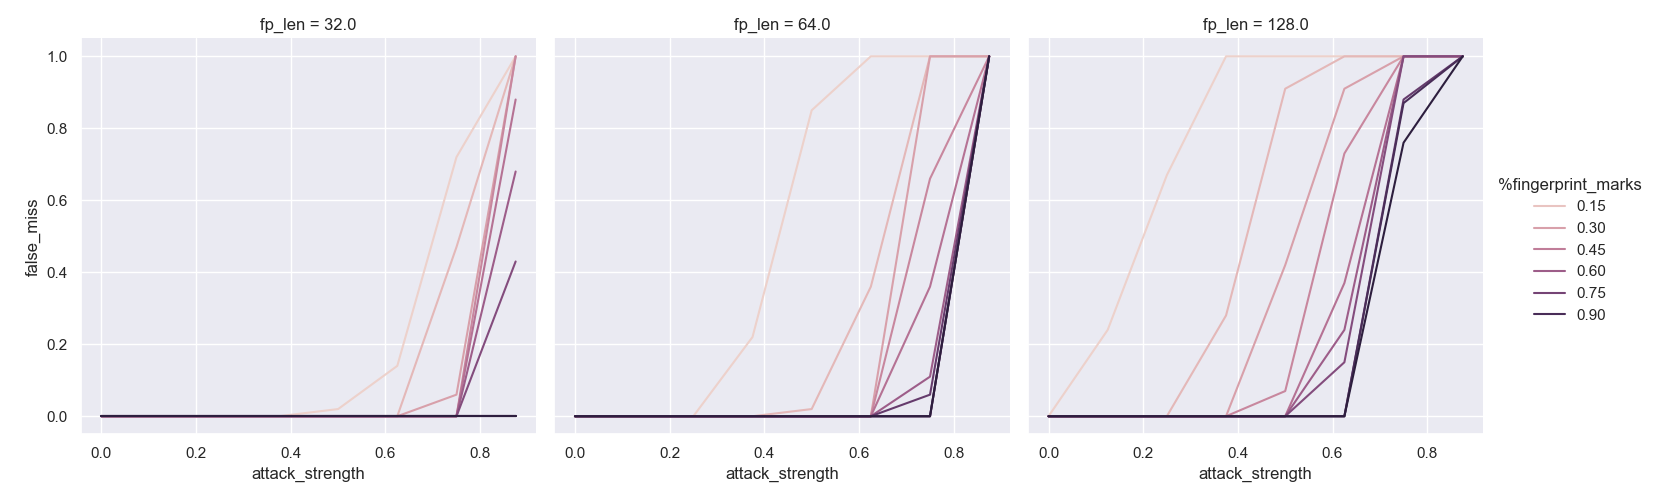 fp_len = 32.0
fp_len = 64.0
fp_len = 128.0
false_miss
1.0
0.8
0.6
0.4
0.2
0.0
0.0 0.2 0.4 0.6 0.8
0.0 0.2 0.4 0.6 0.8
0.0 0.2 0.4 0.6 0.8
attack_strength
attack_strength
attack_strength
%fingerprint_marks
0.15
0.30
0.45
0.60
0.75
0.90